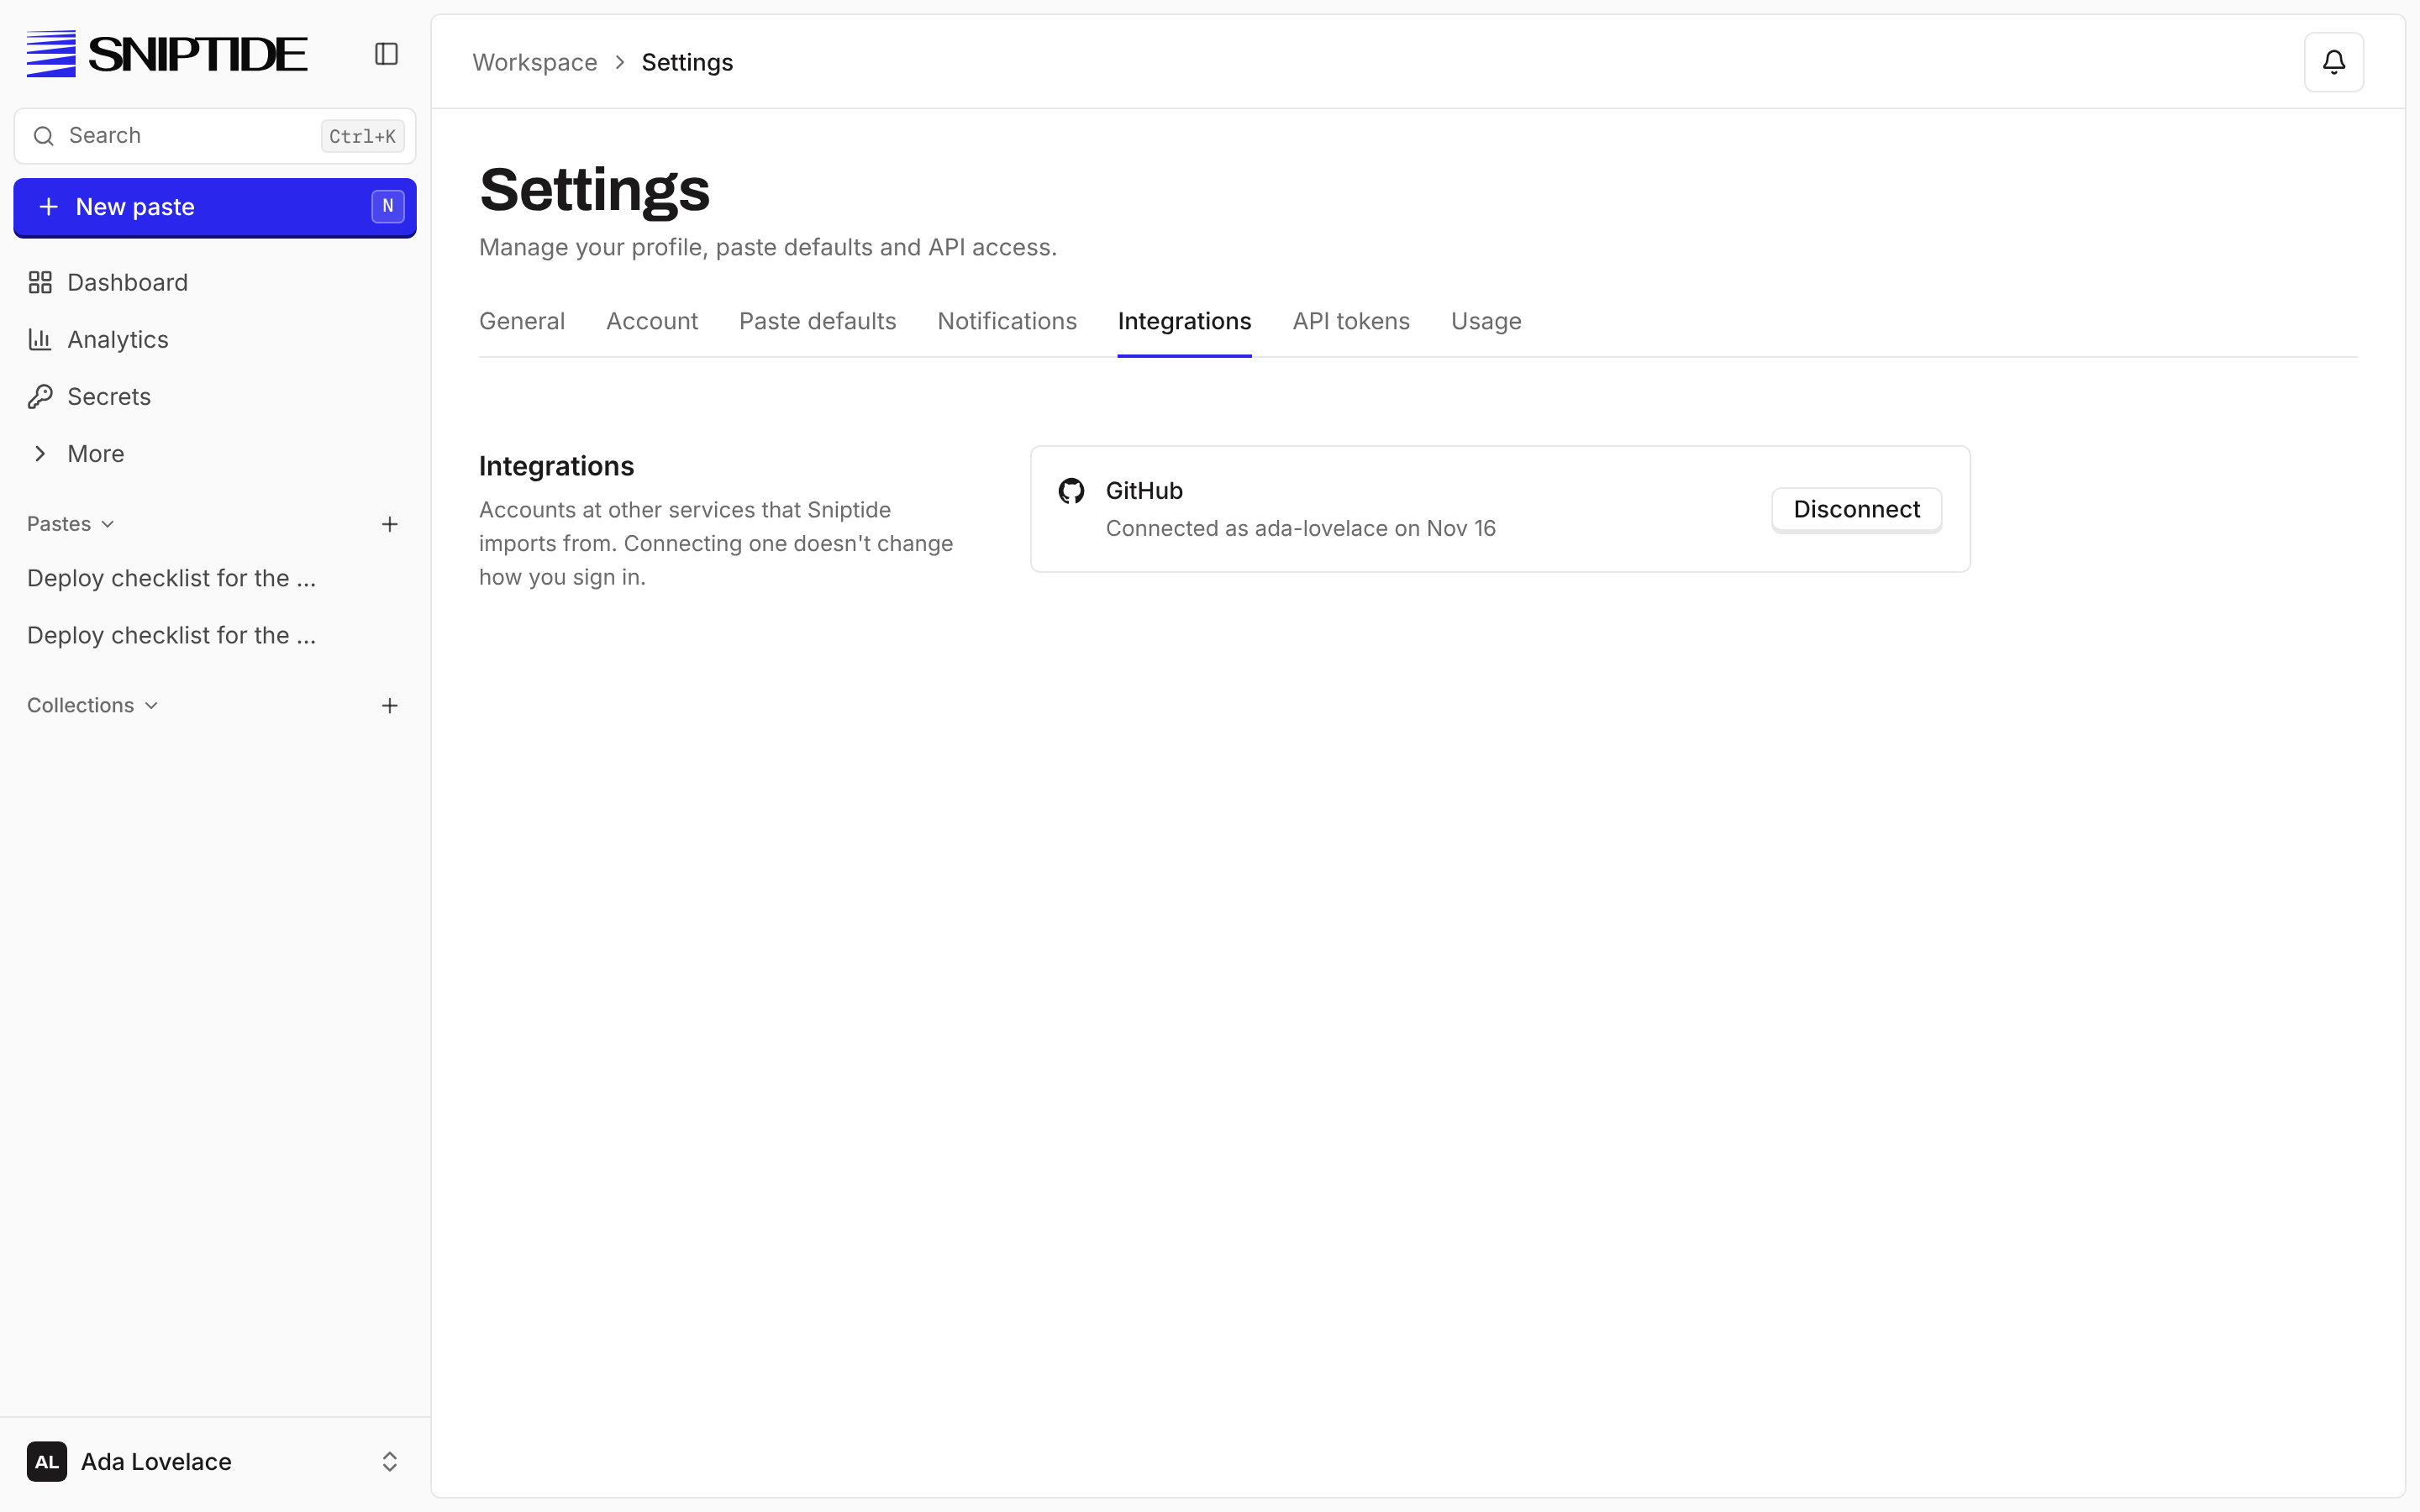 SNIPTIDE
Search Ctrl+K
New paste N
Dashboard
Analytics
Secrets
More
Pastes
Deploy checklist for the ...
Deploy checklist for the ...
Collections
AL Ada Lovelace
Workspace Settings
Settings
Manage your profile, paste defaults and API access.
General Account Paste defaults Notifications Integrations API tokens Usage
Integrations
Accounts at other services that Sniptide
imports from. Connecting one doesn't change
how you sign in.
GitHub
Connected as ada-lovelace on Nov 16
Disconnect